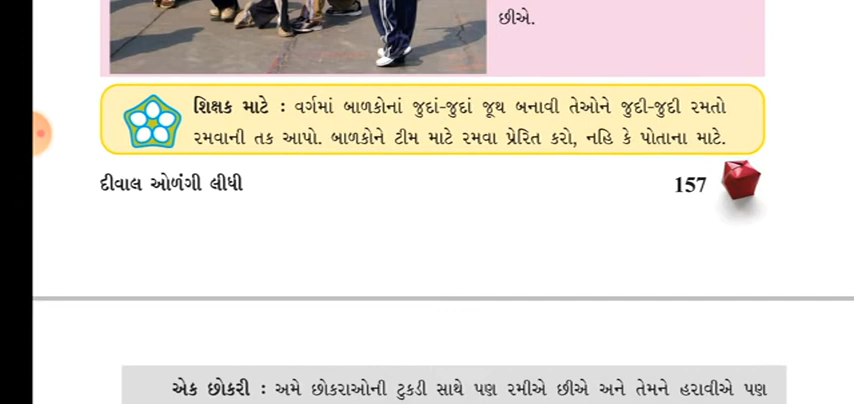 છીએ.
શિક્ષક માટે : વર્ગમાં બાળકોનાં જુદાં-જુદાં જૂથ બનાવી તેઓને જુદી-જુદી રમતો
રમવાની તક આપો. બાળકોને ટીમ માટે રમવા પ્રેરિત કરો, નહિ કે પોતાના માટે.
દીવાલ ઓળંગી લીધી
157
એક છોકરી : અમે છોકરાઓની ટુકડી સાથે પણ રમીએ છીએ અને તેમને હરાવીએ પણ